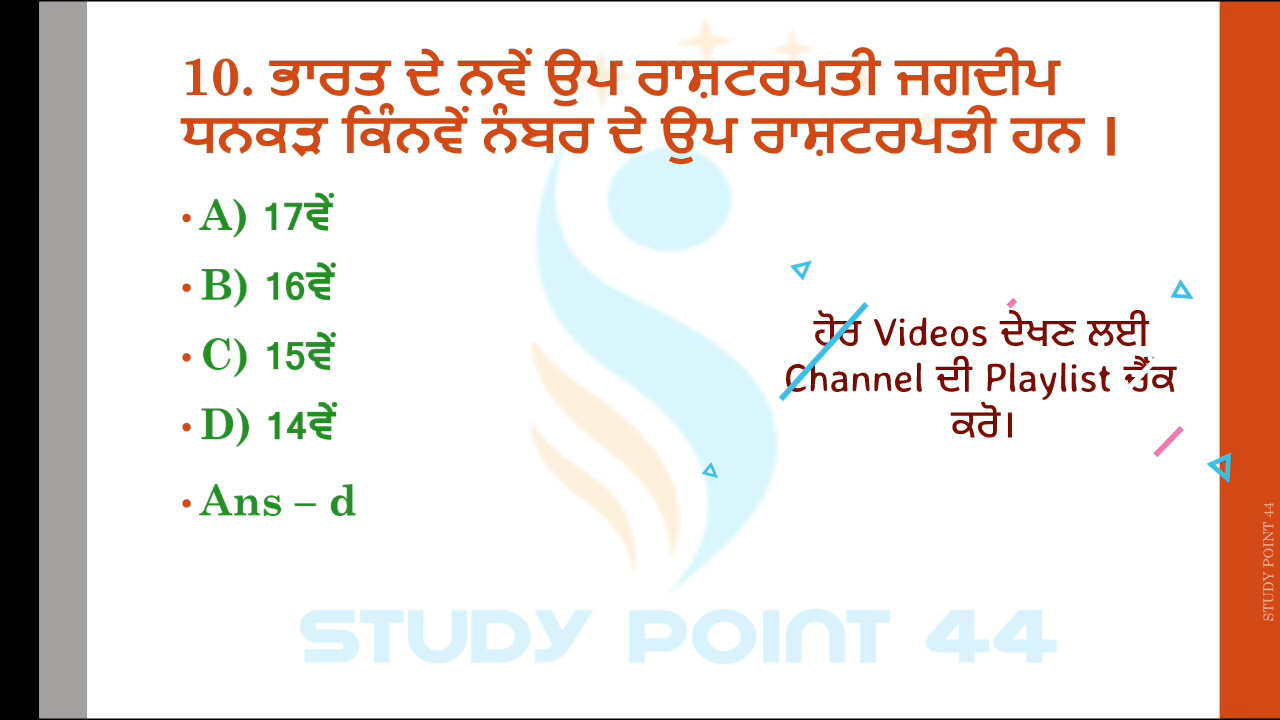 10. ਭਾਰਤ ਦੇ ਨਵੇਂ ਉਪ ਰਾਸ਼ਟਰਪਤੀ ਜਗਦੀਪ
ਧਨਕੜ ਕਿੰਨਵੇਂ ਨੰਬਰ ਦੇ ਉਪ ਰਾਸ਼ਟਰਪਤੀ ਹਨ ।
• A) 17ਵੇਂ
• B) 16ਵੇਂ
• C) 15ਵੇਂ
• D) 14ਵੇਂ
• Ans – d
ਹੋਰ Videos ਦੇਖਣ ਲਈ
Channel ਦੀ Playlist ਚੈੱਕ
ਕਰੋ।
STUDY POINT 44
STUDY POINT 44